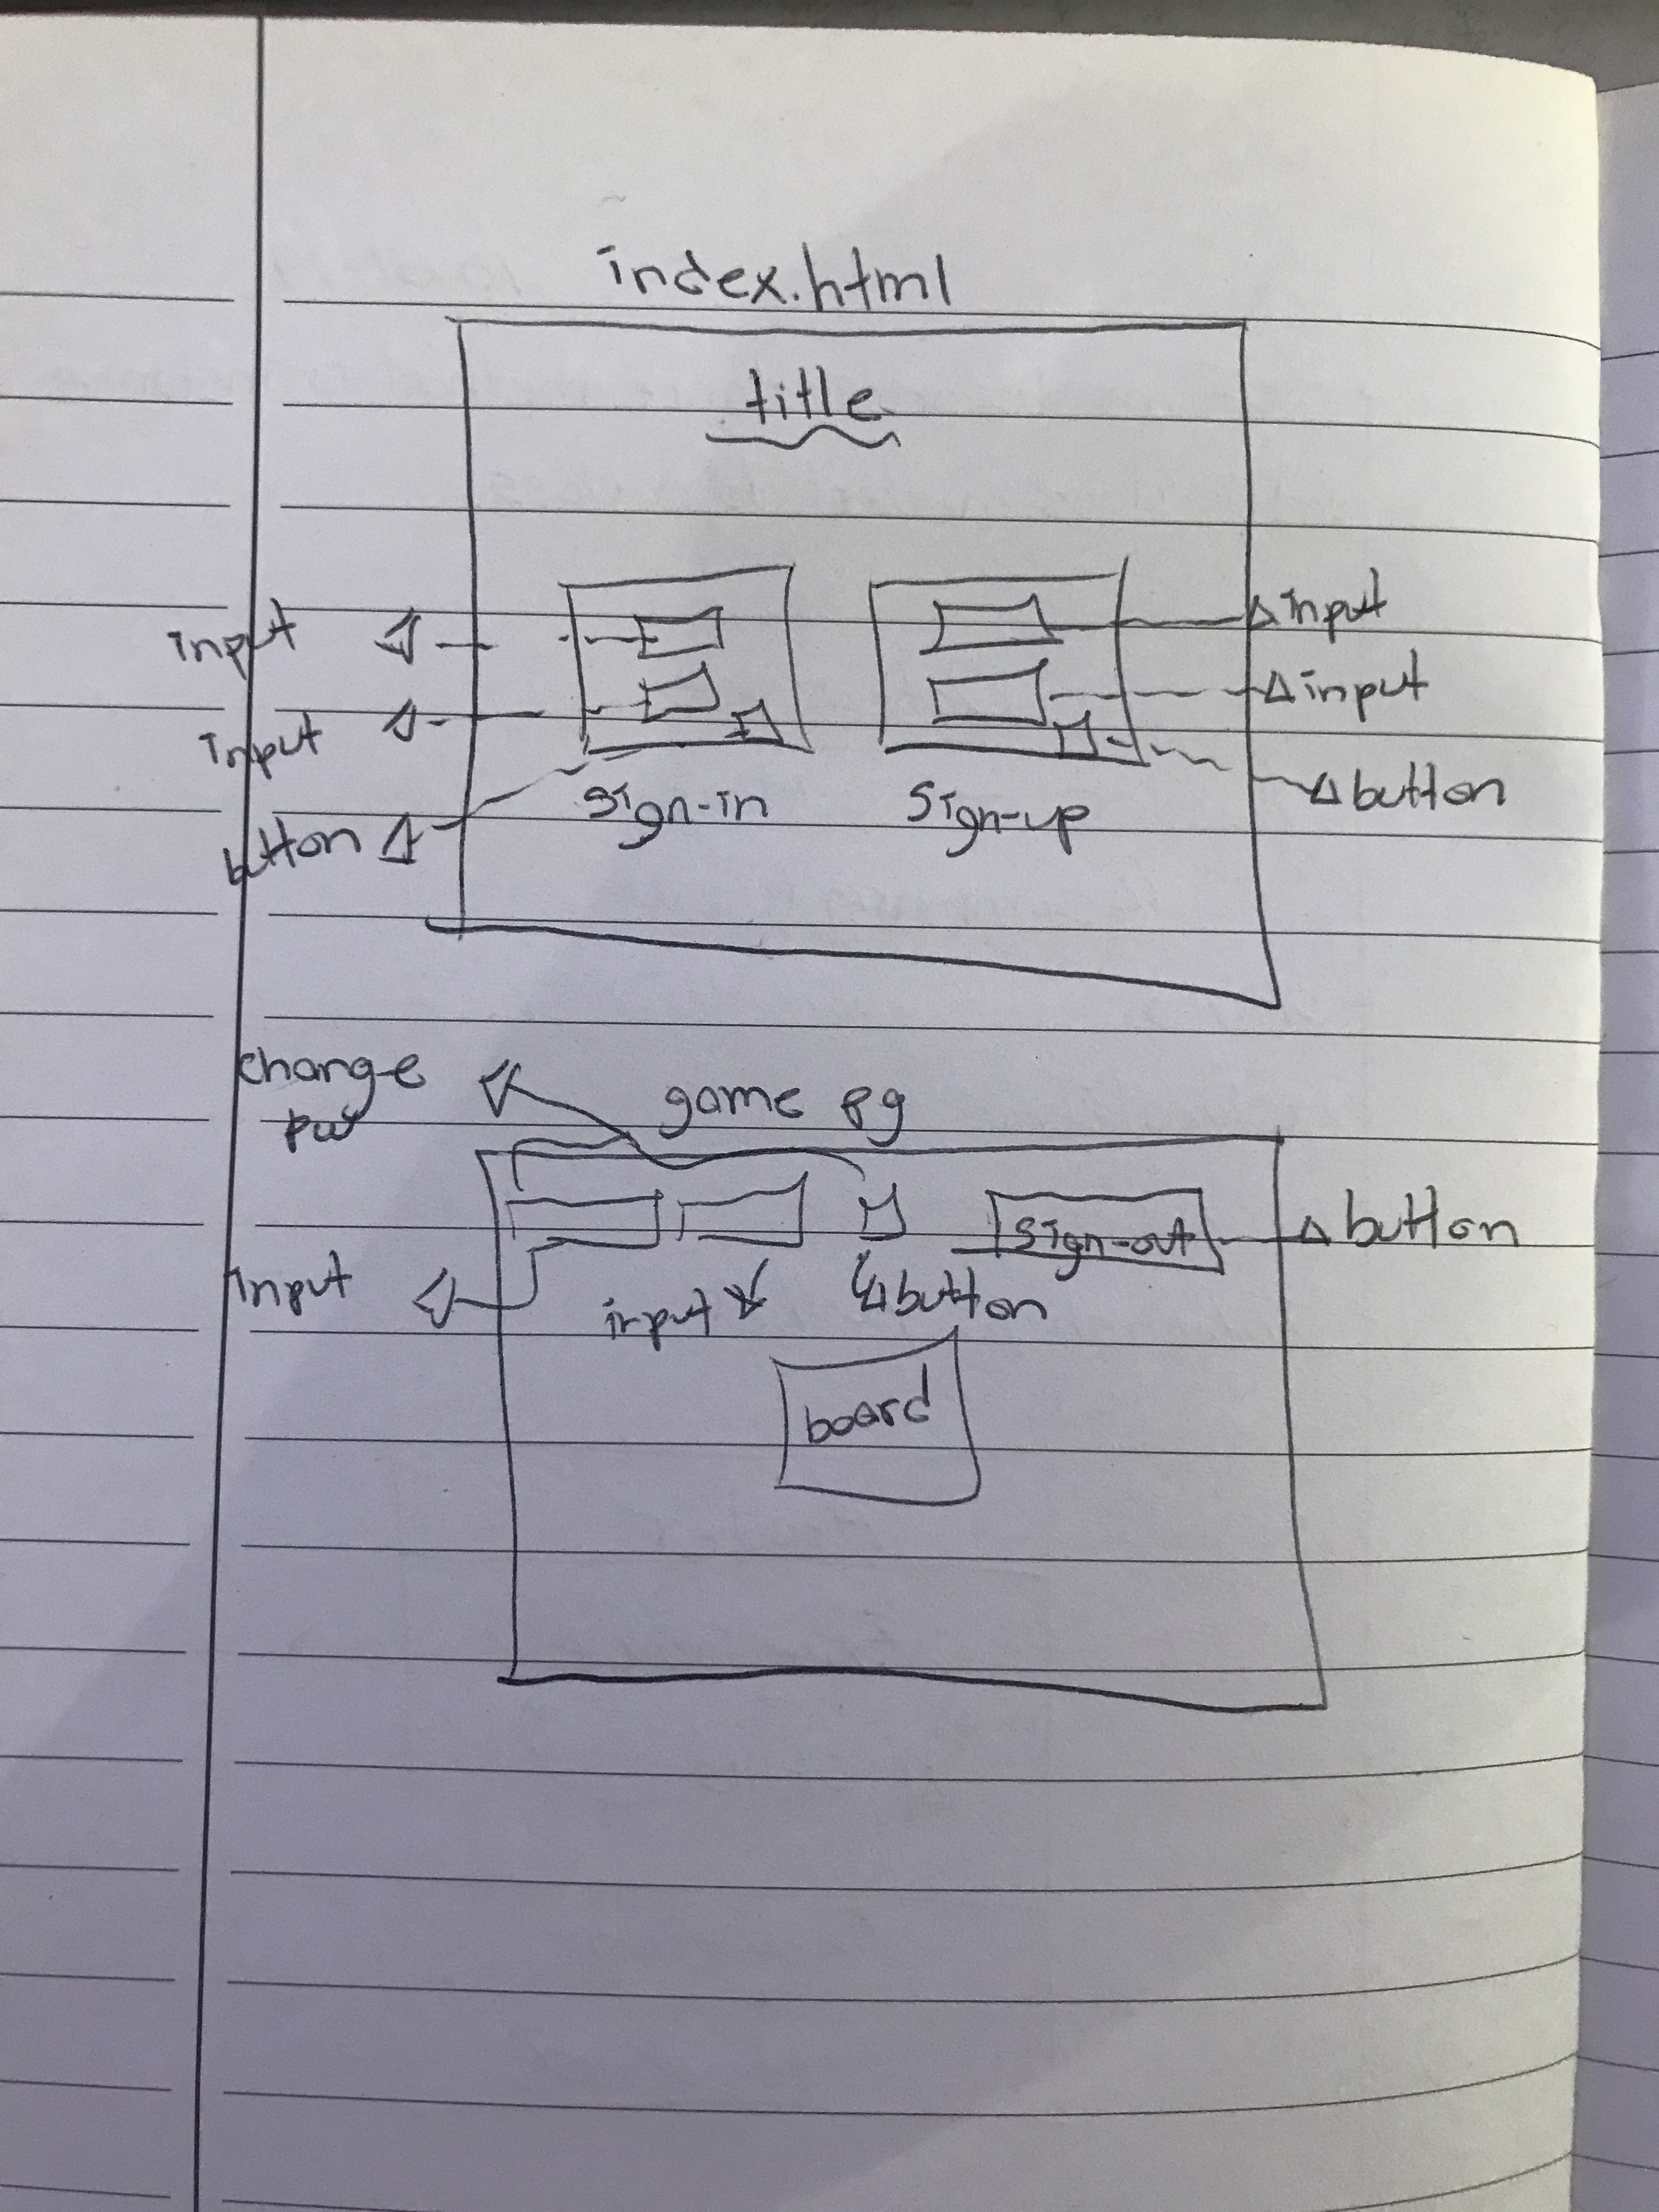 index.html
title
input
input
input
input
button
button
sign-in
sign-up
change
pw
game pg
sign-out
button
input
input
button
board